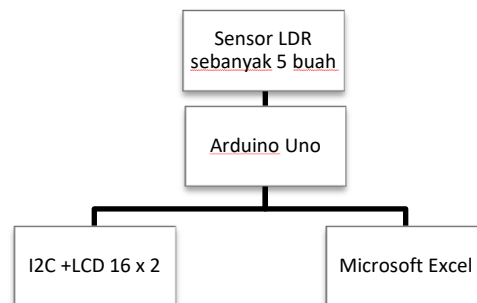 Sensor LDR
sebanyak 5 buah
Arduino Uno
I2C +LCD 16 x 2
Microsoft Excel